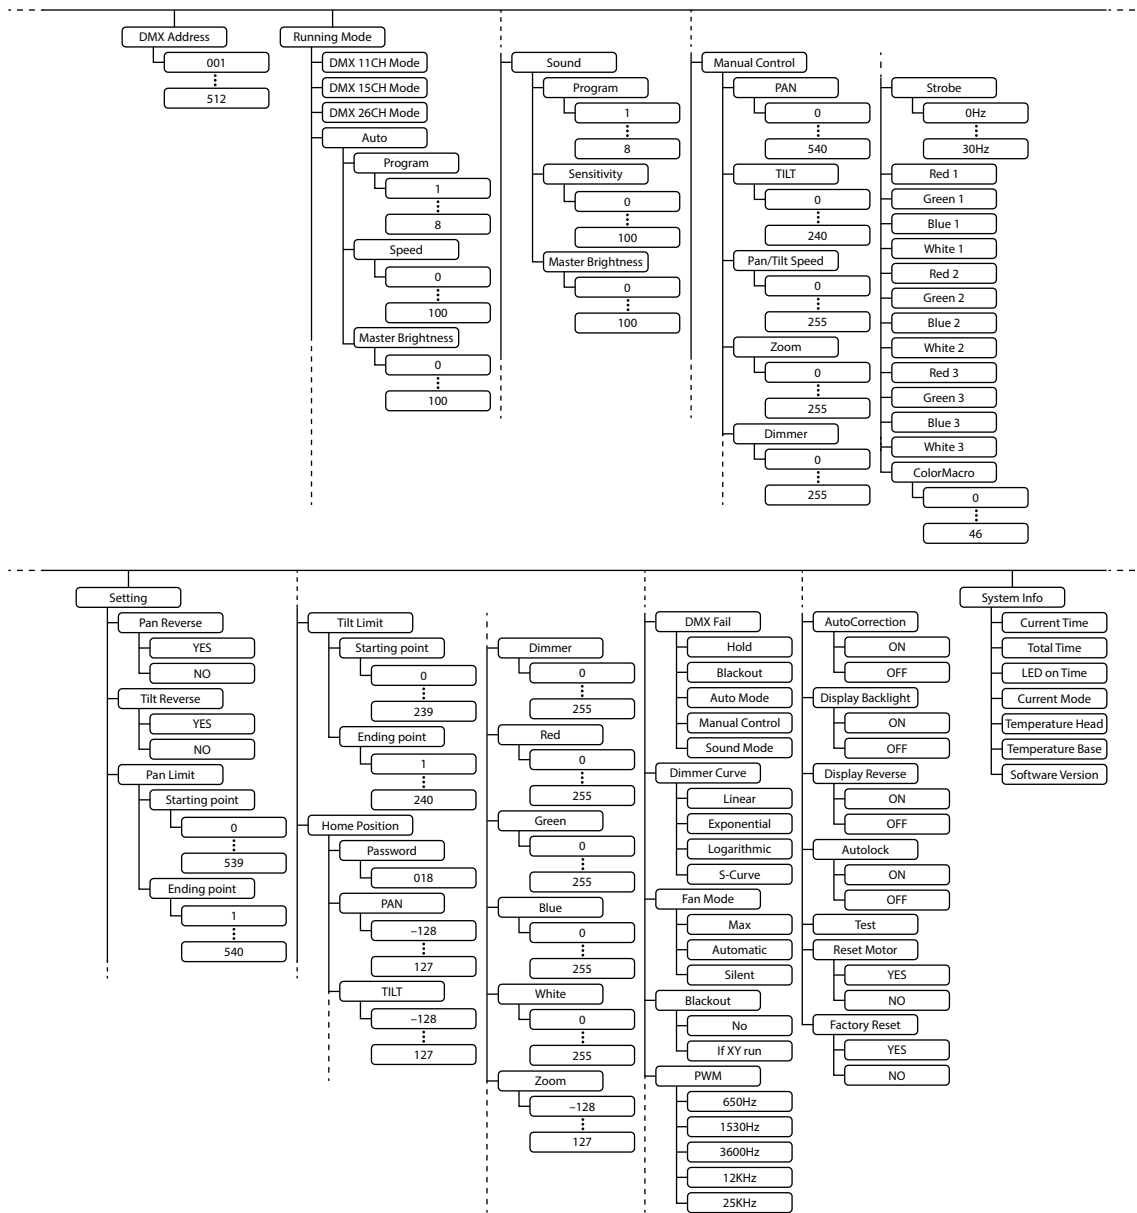 DMX Address
001
512
Running Mode
DMX 11CH Mode
DMX 15CH Mode
DMX 26CH Mode
Auto
Program
1
8
Speed
0
100
Master Brightness
0
100
Sound
Program
1
8
Sensitivity
0
100
Master Brightness
0
100
Manual Control
PAN
0
540
TILT
0
240
Pan/Tilt Speed
0
255
Zoom
0
255
Dimmer
0
255
Strobe
0Hz
30Hz
Red 1
Green 1
Blue 1
White 1
Red 2
Green 2
Blue 2
White 2
Red 3
Green 3
Blue 3
White 3
ColorMacro
0
46
Setting
Pan Reverse
YES
NO
Tilt Reverse
YES
NO
Pan Limit
Starting point
0
539
Ending point
1
540
Tilt Limit
Starting point
0
239
Ending point
1
240
Home Position
Password
018
PAN
–128
127
TILT
–128
127
Dimmer
0
255
Red
0
255
Green
0
255
Blue
0
255
White
0
255
Zoom
–128
127
DMX Fail
Hold
Blackout
Auto Mode
Manual Control
Sound Mode
Dimmer Curve
Linear
Exponential
Logarithmic
S-Curve
Fan Mode
Max
Automatic
Silent
Blackout
No
If XY run
PWM
650Hz
1530Hz
3600Hz
12KHz
25KHz
AutoCorrection
ON
OFF
Display Backlight
ON
OFF
Display Reverse
ON
OFF
Autolock
ON
OFF
Test
Reset Motor
YES
NO
Factory Reset
YES
NO
System Info
Current Time
Total Time
LED on Time
Current Mode
Temperature Head
Temperature Base
Software Version